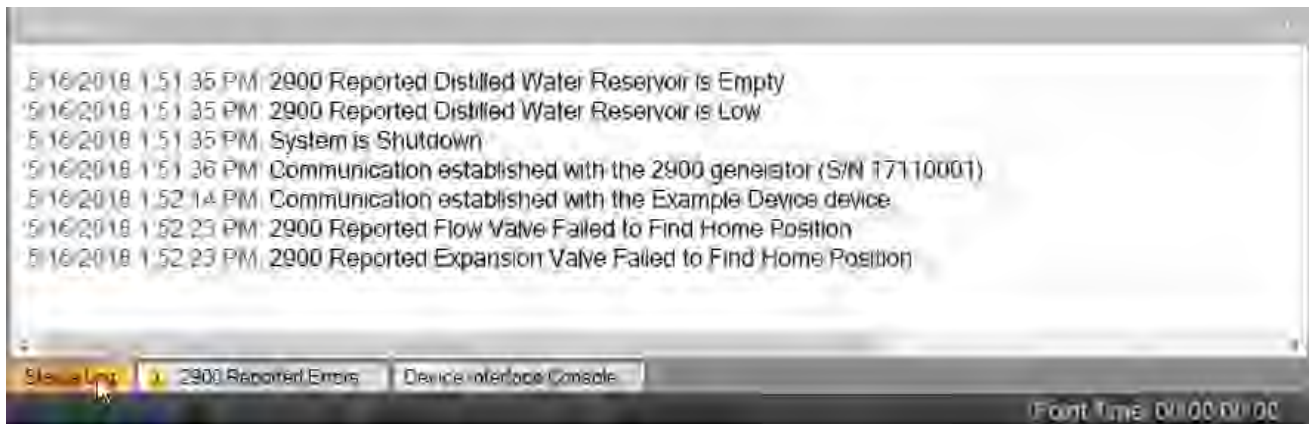 5/16/2018 1:51:35 PM: 2900 Reported Distilled Water Reservoir is Empty
5/16/2018 1:51:35 PM: 2900 Reported Distilled Water Reservoir is Low
5/16/2018 1:51:35 PM: System is Shutdown
5/16/2018 1:51:36 PM: Communication established with the 2900 generator (S/N 17110001)
5/16/2018 1:52:14 PM: Communication established with the Example Device device
5/16/2018 1:52:23 PM: 2900 Reported Flow Valve Failed to Find Home Position
5/16/2018 1:52:23 PM: 2900 Reported Expansion Valve Failed to Find Home Position
Status Log 2900 Reported Errors Device Interface Console
Point Time: 00:00:00:00